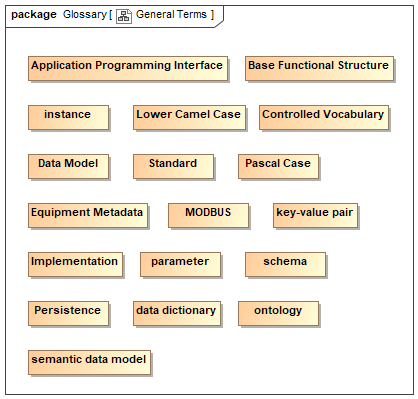 package Glossary [ General Terms ]
Application Programming Interface Base Functional Structure
instance Lower Camel Case Controlled Vocabulary
Data Model Standard Pascal Case
Equipment Metadata MODBUS key-value pair
Implementation parameter schema
Persistence data dictionary ontology
semantic data model